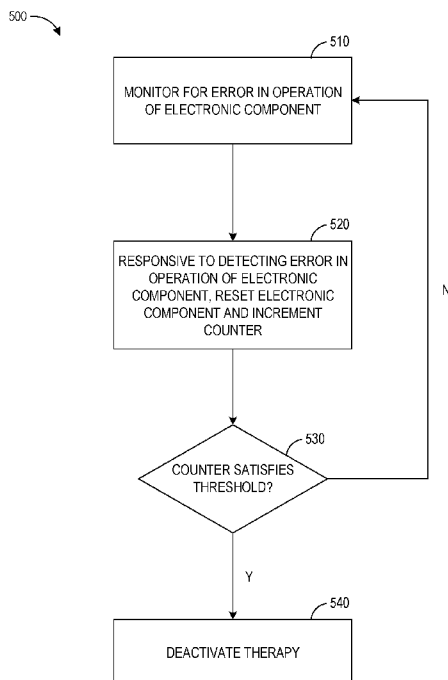 500
510
MONITOR FOR ERROR IN OPERATION
OF ELECTRONIC COMPONENT
520
RESPONSIVE TO DETECTING ERROR IN
OPERATION OF ELECTRONIC
COMPONENT, RESET ELECTRONIC
COMPONENT AND INCREMENT
COUNTER
N
530
COUNTER SATISFIES
THRESHOLD?
Y
540
DEACTIVATE THERAPY